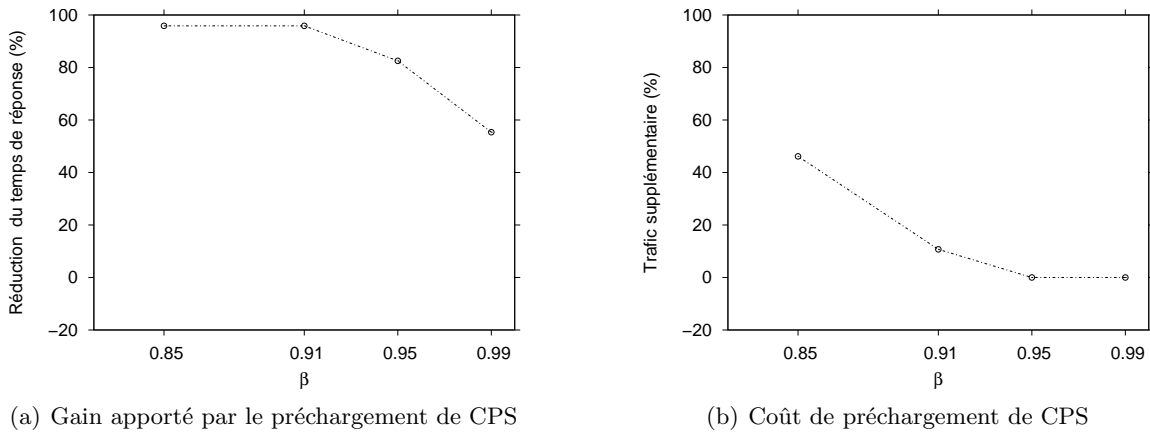 100
80
60
40
20
0
−20
Réduction du temps de réponse (%)
0.85 0.91 0.95 0.99
β
(a) Gain apporté par le préchargement de CPS
100
80
60
40
20
0
−20
Trafic supplémentaire (%)
0.85 0.91 0.95 0.99
β
(b) Coût de préchargement de CPS